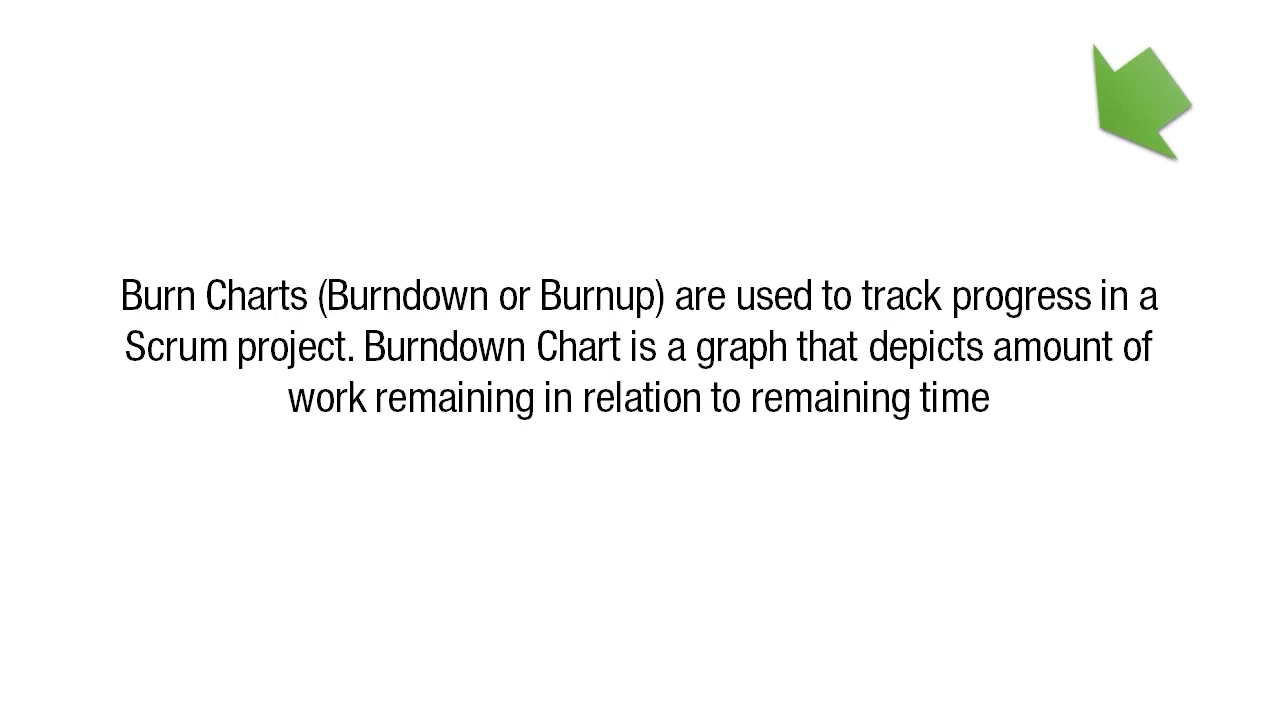 Burn Charts (Burndown or Burnup) are used to track progress in a
Scrum project. Burndown Chart is a graph that depicts amount of
work remaining in relation to remaining time